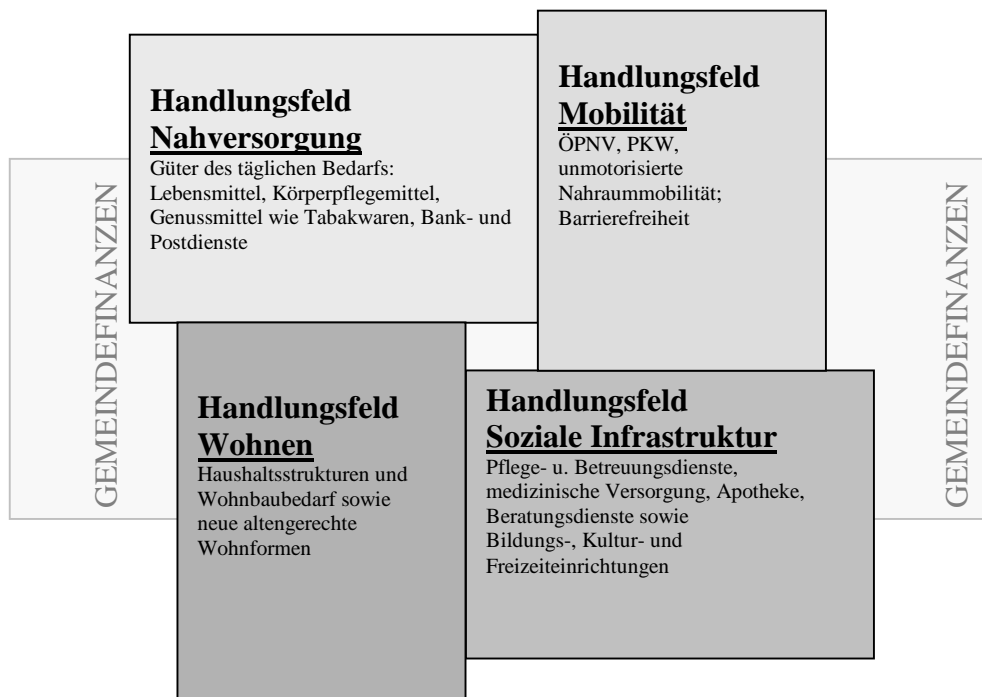 Handlungsfeld
Nahversorgung
Güter des täglichen Bedarfs:
Lebensmittel, Körperpflegemittel,
Genussmittel wie Tabakwaren, Bank- und
Postdienste
Handlungsfeld
Mobilität
ÖPNV, PKW,
unmotorisierte
Nahraummobilität;
Barrierefreiheit
GEMEINDEFINANZEN
GEMEINDEFINANZEN
Handlungsfeld
Wohnen
Haushaltsstrukturen und
Wohnbaubedarf sowie
neue altengerechte
Wohnformen
Handlungsfeld
Soziale Infrastruktur
Pflege- u. Betreuungsdienste,
medizinische Versorgung, Apotheke,
Beratungsdienste sowie
Bildungs-, Kultur- und
Freizeiteinrichtungen